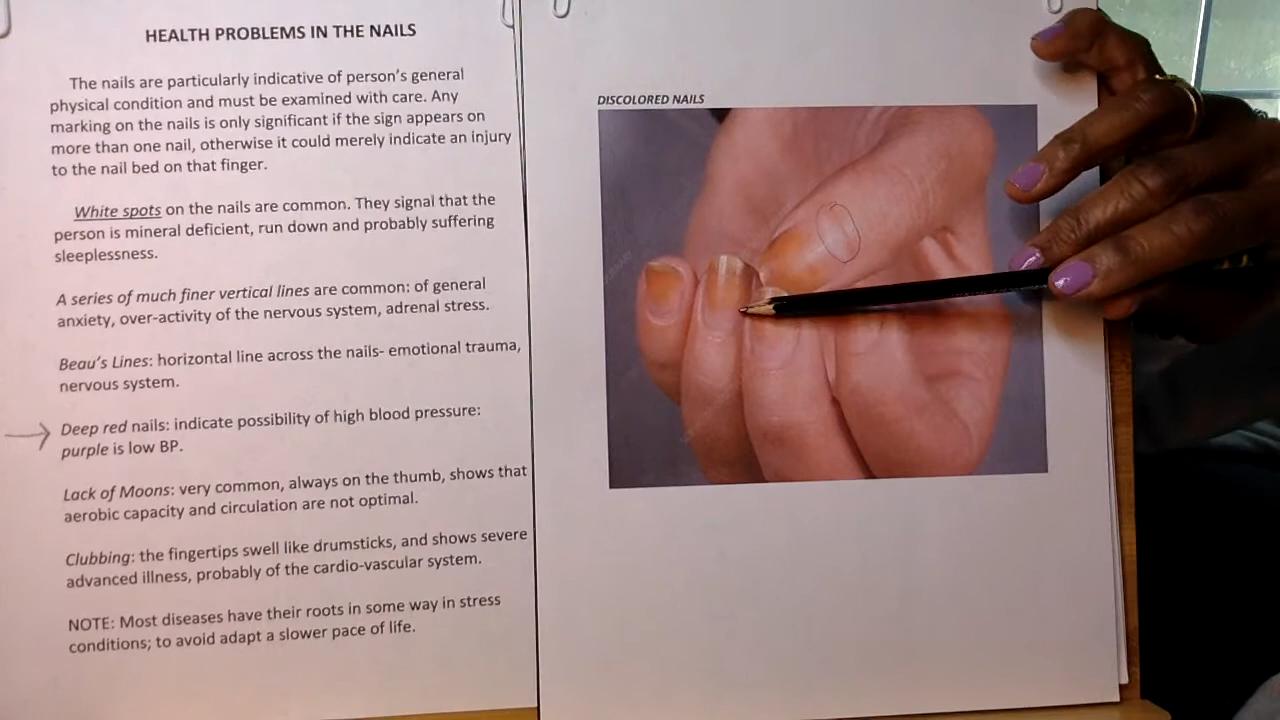 HEALTH PROBLEMS IN THE NAILS
The nails are particularly indicative of person's general
physical condition and must be examined with care. Any
marking on the nails is only significant if the sign appears on
more than one nail, otherwise it could merely indicate an injury
to the nail bed on that finger.
White spots on the nails are common. They signal that the
person is mineral deficient, run down and probably suffering
sleeplessness.
A series of much finer vertical lines are common: of general
anxiety, over-activity of the nervous system, adrenal stress.
Beau's Lines: horizontal line across the nails- emotional trauma,
nervous system.
Deep red nails: indicate possibility of high blood pressure:
purple is low BP.
Lack of Moons: very common, always on the thumb, shows that
aerobic capacity and circulation are not optimal.
Clubbing: the fingertips swell like drumsticks, and shows severe
advanced illness, probably of the cardio-vascular system.
NOTE: Most diseases have their roots in some way in stress
conditions; to avoid adapt a slower pace of life.
DISCOLORED NAILS